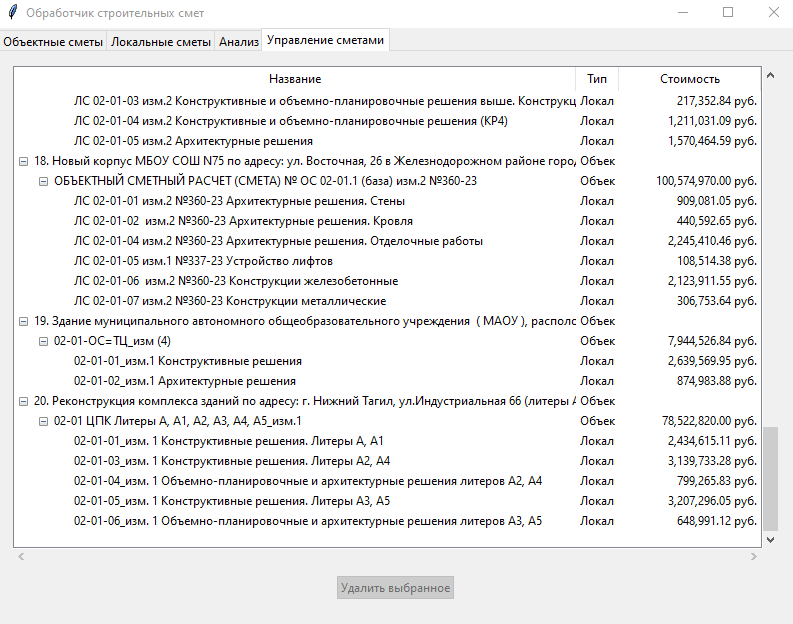 Обработчик строительных смет
Объектные сметы Локальные сметы Анализ Управление сметами
Название Тип Стоимость
ЛС 02-01-03 изм.2 Конструктивные и объемно-планировочные решения выше. Конструкц Локал 217,352.84 руб.
ЛС 02-01-04 изм.2 Конструктивные и объемно-планировочные решения (КР4) Локал 1,211,031.09 руб.
ЛС 02-01-05 изм.2 Архитектурные решения Локал 1,570,464.59 руб.
18. Новый корпус МБОУ СОШ N75 по адресу: ул. Восточная, 26 в Железнодорожном районе горо, Объек
ОБЪЕКТНЫЙ СМЕТНЫЙ РАСЧЕТ (СМЕТА) № ОС 02-01.1 (база) изм.2 №360-23 Объек 100,574,970.00 руб.
ЛС 02-01-01 изм.2 №360-23 Архитектурные решения. Стены Локал 909,081.05 руб.
ЛС 02-01-02  изм.2 №360-23 Архитектурные решения. Кровля Локал 440,592.65 руб.
ЛС 02-01-04 изм.2 №360-23 Архитектурные решения. Отделочные работы Локал 2,245,410.46 руб.
ЛС 02-01-05 изм.1 №337-23 Устройство лифтов Локал 108,514.38 руб.
ЛС 02-01-06  изм.2 №360-23 Конструкции железобетонные Локал 2,123,911.55 руб.
ЛС 02-01-07 изм.2 №360-23 Конструкции металлические Локал 306,753.64 руб.
19. Здание муниципального автономного общеобразовательного учреждения  ( МАОУ ), располо Объек
02-01-ОС=ТЦ_изм (4) Объек 7,944,526.84 руб.
02-01-01_изм.1 Конструктивные решения Локал 2,639,569.95 руб.
02-01-02_изм.1 Архитектурные решения Локал 874,983.88 руб.
20. Реконструкция комплекса зданий по адресу: г. Нижний Тагил, ул.Индустриальная 66 (литеры А Объек
02-01 ЦПК Литеры А, А1, А2, А3, А4, А5_изм.1 Объек 78,522,820.00 руб.
02-01-01_изм. 1 Конструктивные решения. Литеры А, А1 Локал 2,434,615.11 руб.
02-01-03_изм. 1 Конструктивные решения. Литеры А2, А4 Локал 3,139,733.28 руб.
02-01-04_изм. 1 Объемно-планировочные и архитектурные решения литеров А2, А4 Локал 799,265.83 руб.
02-01-05_изм. 1 Конструктивные решения. Литеры А3, А5 Локал 3,207,296.05 руб.
02-01-06_изм. 1 Объемно-планировочные и архитектурные решения литеров А3, А5 Локал 648,991.12 руб.
Удалить выбранное